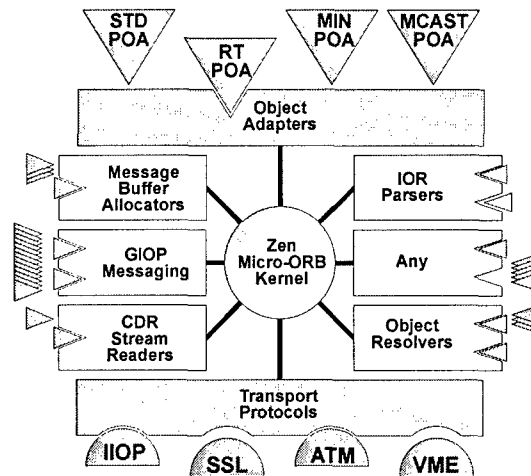 STD
POA
RT
POA
MIN
POA
MCAST
POA
Object
Adapters
Message
Buffer
Allocators
IOR
Parsers
GIOP
Messaging
Zen
Micro-ORB
Kernel
Any
CDR
Stream
Readers
Object
Resolvers
Transport
Protocols
IIOP
SSL
ATM
VME